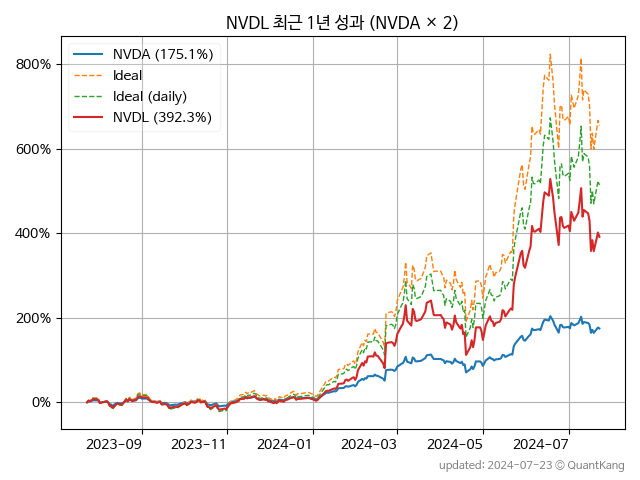 NVDL 최근 1년 성과 (NVDA × 2)
NVDA (175.1%)
Ideal
Ideal (daily)
NVDL (392.3%)
800%
600%
400%
200%
0%
2023-09
2023-11
2024-01
2024-03
2024-05
2024-07
updated: 2024-07-23 © QuantKang